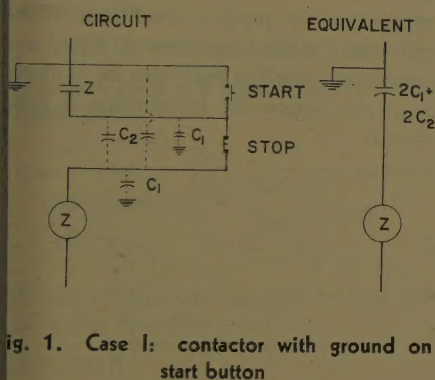 CIRCUIT
EQUIVALENT
Z
START
2C₁+
2C₂
C₂
C₁
STOP
C₁
Z
Z
ig. 1. Case I: contactor with ground on
start button